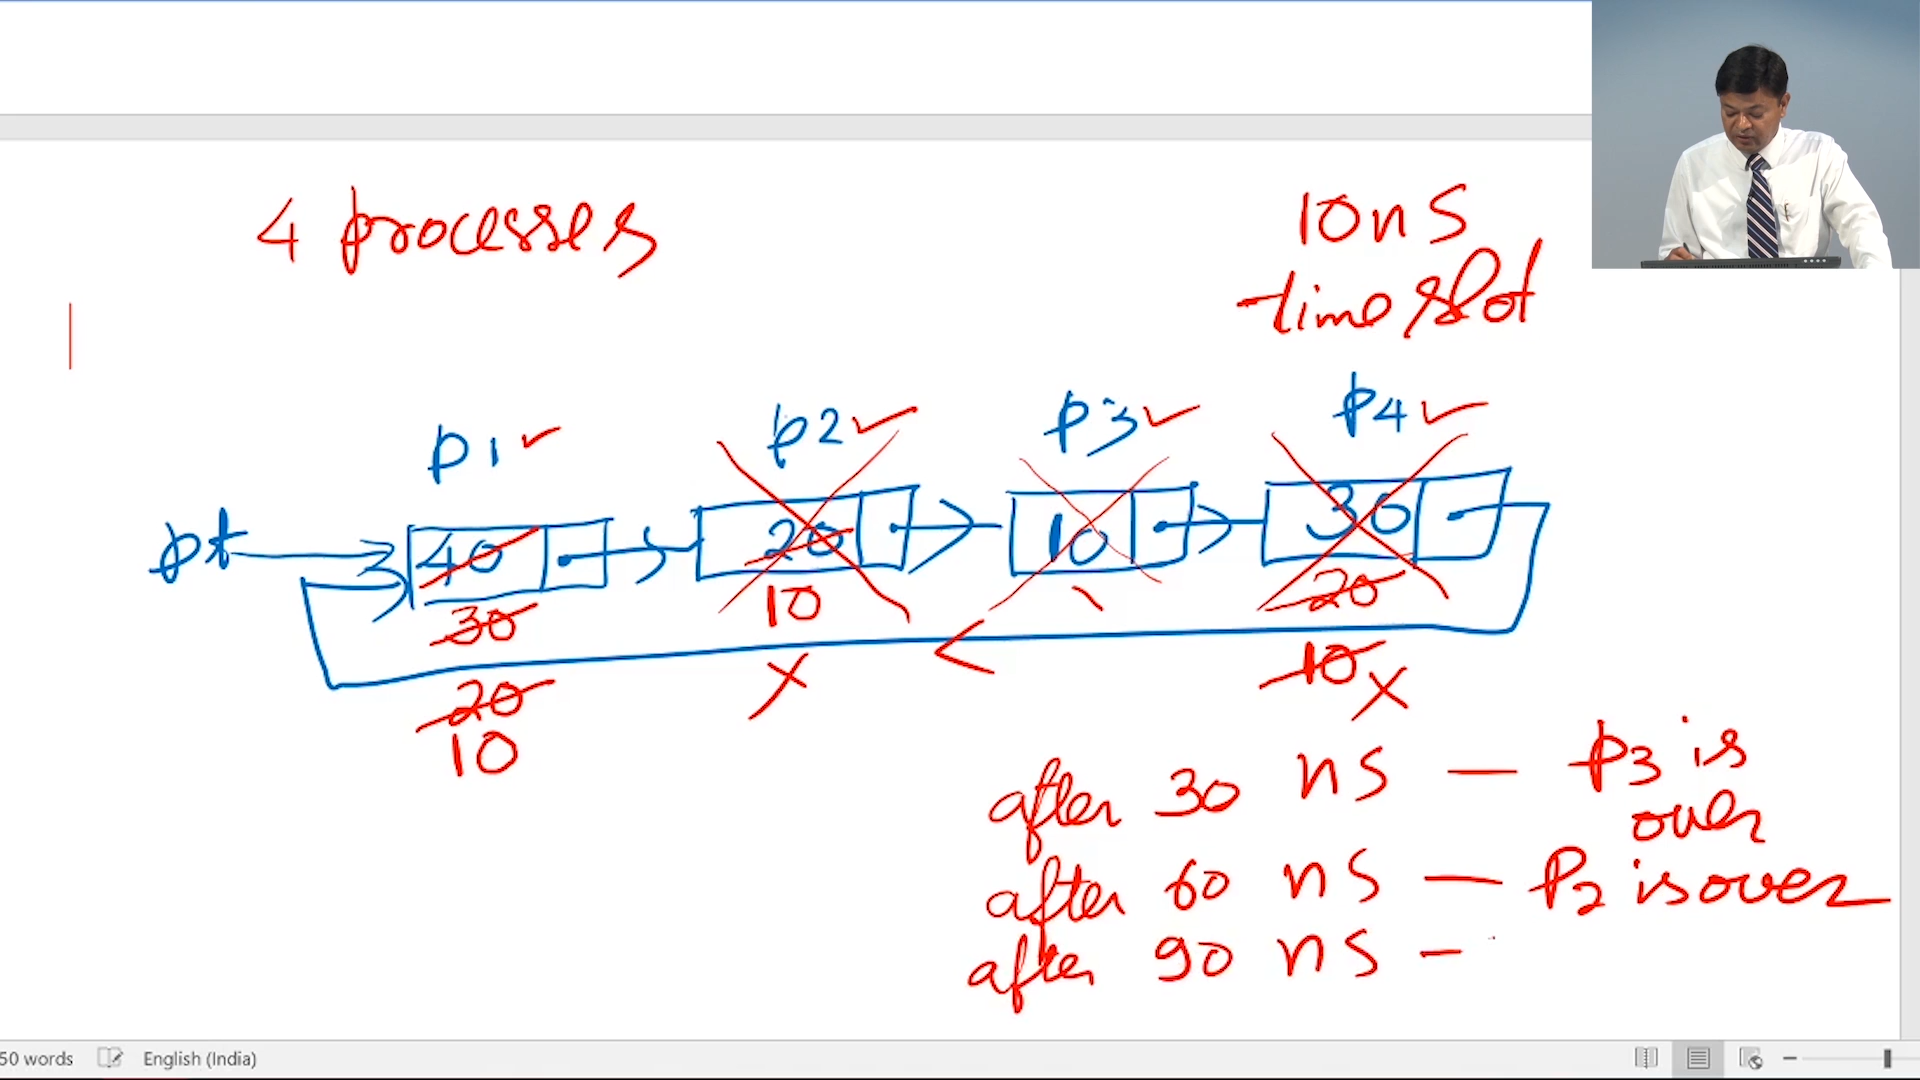 4 processes
10 ns
time slot
p1 p2 p3 p4
pt 40 20 10 30
30 10 20
20 10
10
after 30 ns — p3 is
over
after 60 ns — P2 is over
after 90 ns —
50 words English (India)